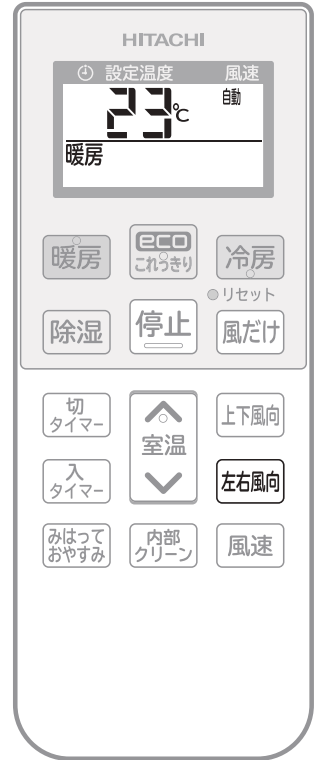 HITACHI
設定温度 風速
23℃ 自動
暖房
暖房 eco これっきり 冷房
リセット
除湿 停止 風だけ
切タイマー 室温 上下風向
入タイマー 左右風向
みはっておやすみ 内部クリーン 風速